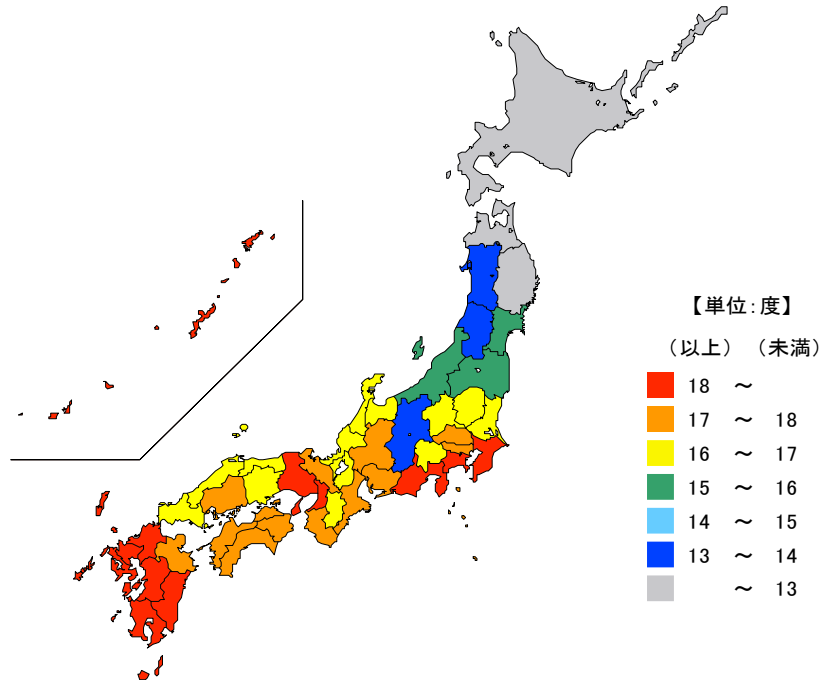 【単位:度】
（以上） （未満）
18 ～
17 ～ 18
16 ～ 17
15 ～ 16
14 ～ 15
13 ～ 14
～ 13